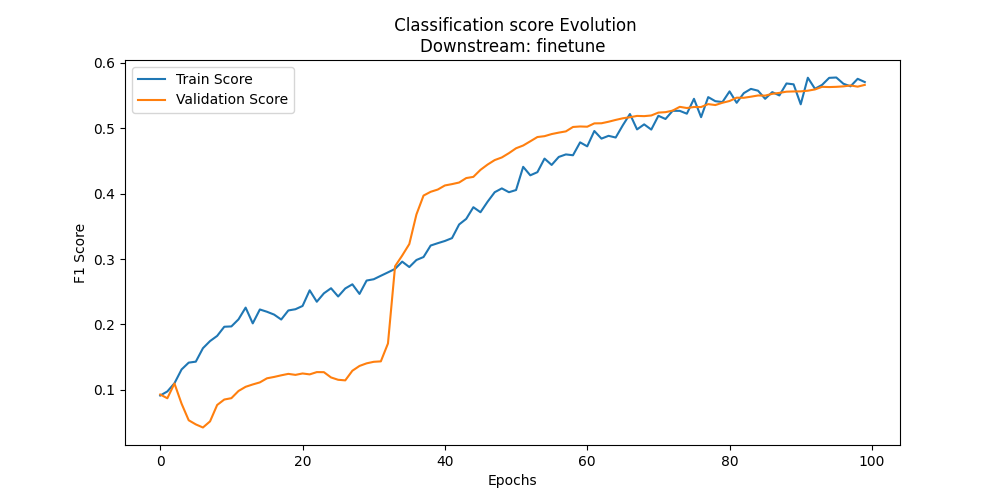 Classification score Evolution
Downstream: finetune
Train Score
Validation Score
F1 Score
0.6
0.5
0.4
0.3
0.2
0.1
0 20 40 60 80 100
Epochs